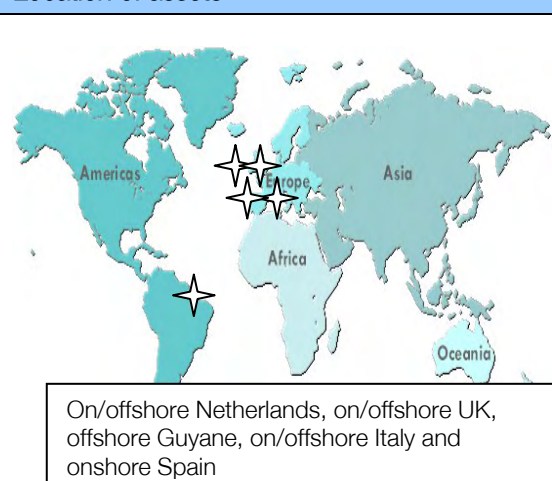 Location of assets
Americas
Europe
Asia
Africa
Oceania
On/offshore Netherlands, on/offshore UK,
offshore Guyane, on/offshore Italy and
onshore Spain